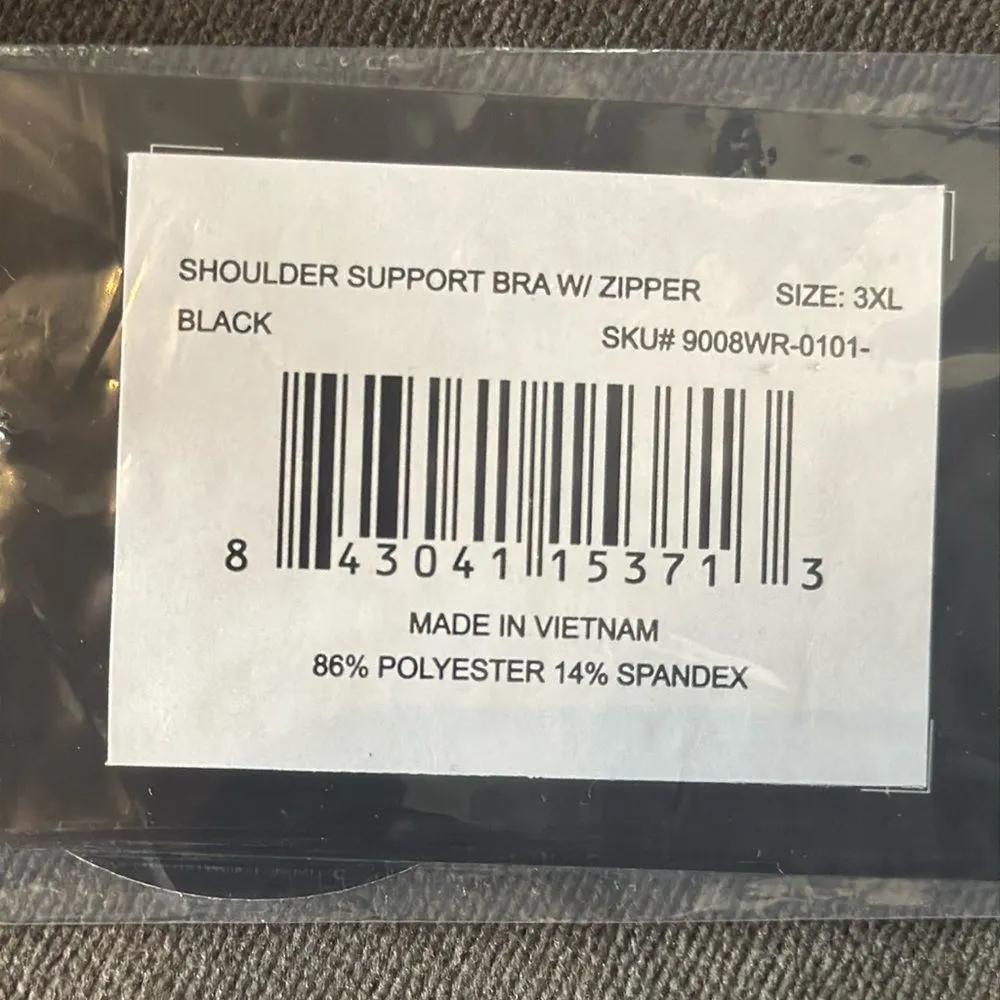 SHOULDER SUPPORT BRA W/ ZIPPER SIZE: 3XL
BLACK SKU# 9008WR-0101-
8 43041 15371 3
MADE IN VIETNAM
86% POLYESTER 14% SPANDEX